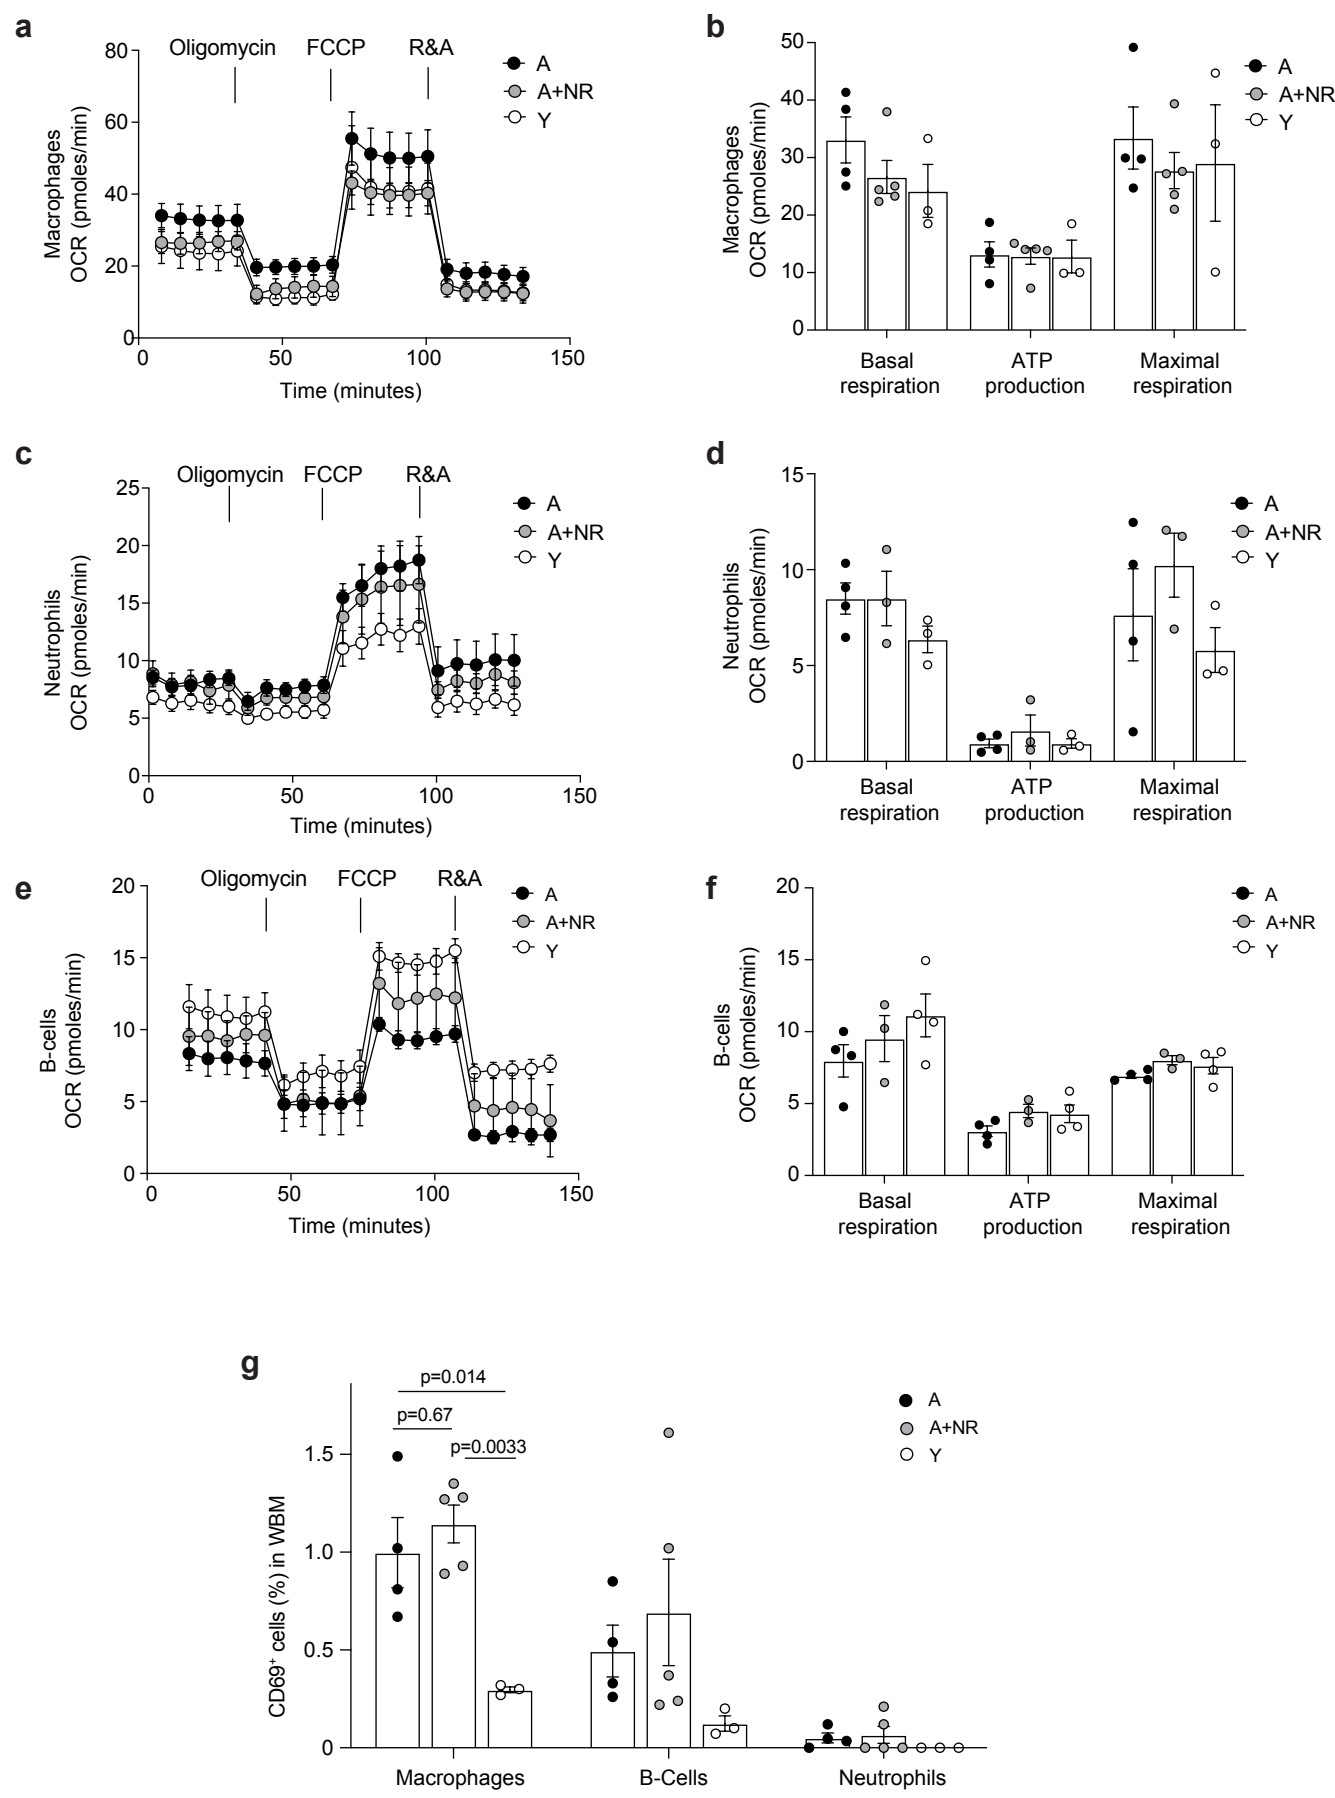 a
Oligomycin FCCP R&A
A
A+NR
Y
Macrophages
OCR (pmoles/min)
80
60
40
20
0
0 50 100 150
Time (minutes)
b
A
A+NR
Y
Macrophages
OCR (pmoles/min)
50
40
30
20
10
0
Basal
respiration
ATP
production
Maximal
respiration
c
Oligomycin FCCP R&A
A
A+NR
Y
Neutrophils
OCR (pmoles/min)
25
20
15
10
5
0
0 50 100 150
Time (minutes)
d
A
A+NR
Y
Neutrophils
OCR (pmoles/min)
15
10
5
0
Basal
respiration
ATP
production
Maximal
respiration
e
Oligomycin FCCP R&A
A
A+NR
Y
B-cells
OCR (pmoles/min)
20
15
10
5
0
0 50 100 150
Time (minutes)
f
A
A+NR
Y
B-cells
OCR (pmoles/min)
20
15
10
5
0
Basal
respiration
ATP
production
Maximal
respiration
g
p=0.014
p=0.67
p=0.0033
A
A+NR
Y
CD69⁺ cells (%) in WBM
1.5
1.0
0.5
0
Macrophages B-Cells Neutrophils